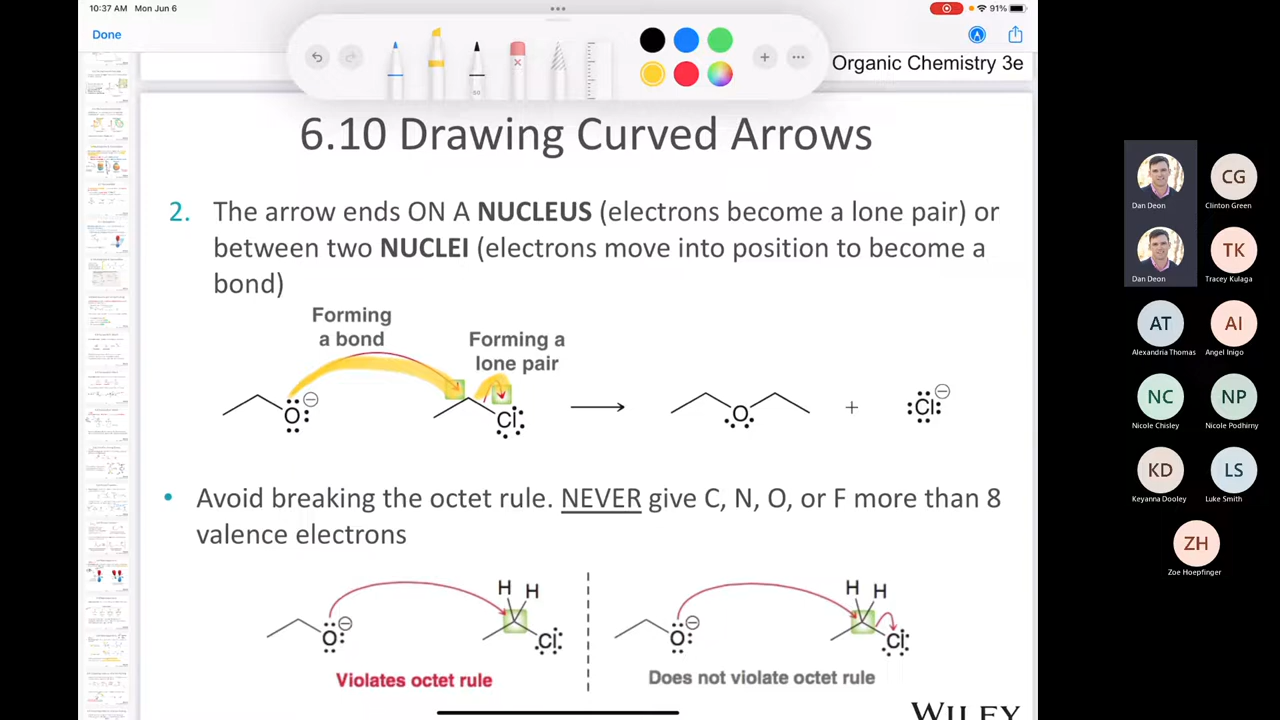 10:37 AM Mon Jun 6
91%
Done
50
Organic Chemistry 3e
6.10 Drawing Curved Arrows
2. The arrow ends ON A NUCLEUS (electrons become a lone pair) or
between two NUCLEI (electrons move into position to become a
bond)
Forming
a bond
Forming a
lone pair
O
Cl
O
+
Cl
• Avoid breaking the octet rule. NEVER give C, N, O, or F more than 8
valence electrons
H H
O
Cl
H H
O
Cl
Violates octet rule
Does not violate octet rule
WILEY
Dan Deon
CG
Clinton Green
Dan Deon
TK
Tracey Kulaga
AT
Alexandria Thomas
AI
Angel Inigo
NC
Nicole Chisley
NP
Nicole Podhirny
KD
Keyanna Dooley
LS
Luke Smith
ZH
Zoe Hoepfinger